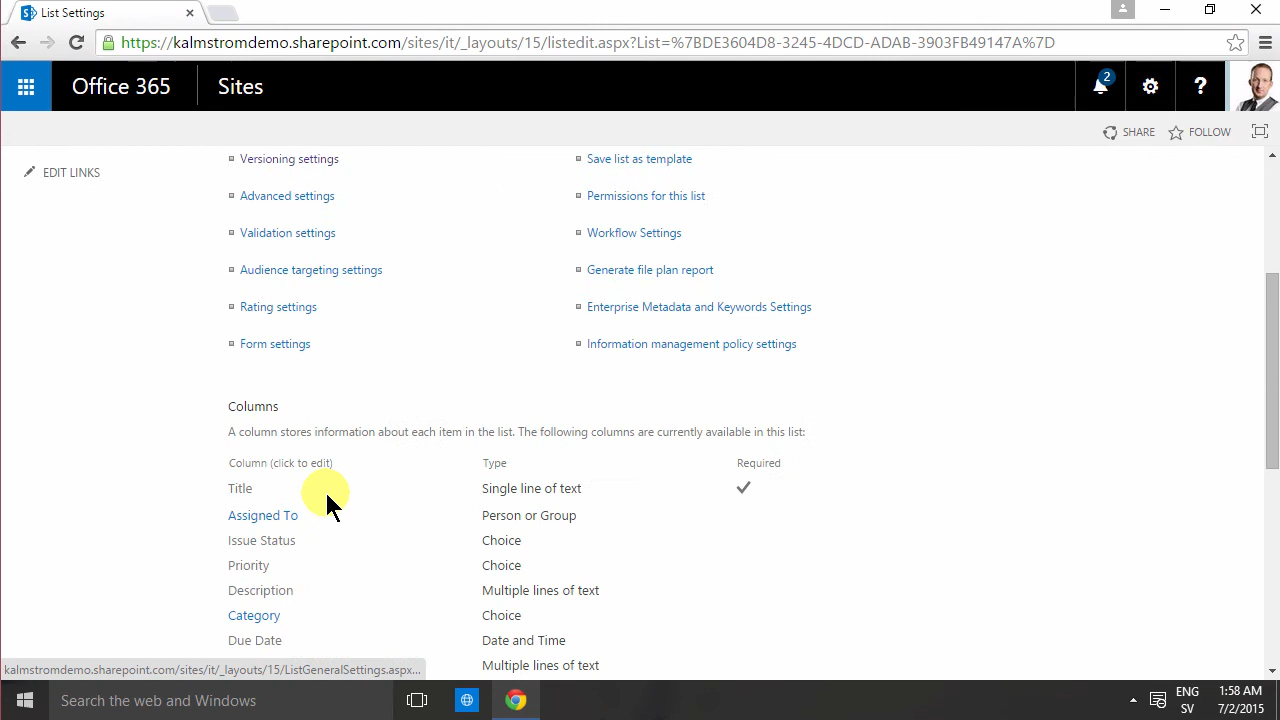 List Settings
https://kalmstromdemo.sharepoint.com/sites/it/_layouts/15/listedit.aspx?List=%7BDE3604D8-3245-4DCD-ADAB-3903FB49147A%7D
Office 365
Sites
2
?
SHARE
FOLLOW
EDIT LINKS
Versioning settings
Save list as template
Advanced settings
Permissions for this list
Validation settings
Workflow Settings
Audience targeting settings
Generate file plan report
Rating settings
Enterprise Metadata and Keywords Settings
Form settings
Information management policy settings
Columns
A column stores information about each item in the list. The following columns are currently available in this list:
Column (click to edit)
Type
Required
Title
Single line of text
Assigned To
Person or Group
Issue Status
Choice
Priority
Choice
Description
Multiple lines of text
Category
Choice
Due Date
Date and Time
Multiple lines of text
kalmstromdemo.sharepoint.com/sites/it/_layouts/15/ListGeneralSettings.aspx...
Search the web and Windows
ENG
SV
1:58 AM
7/2/2015